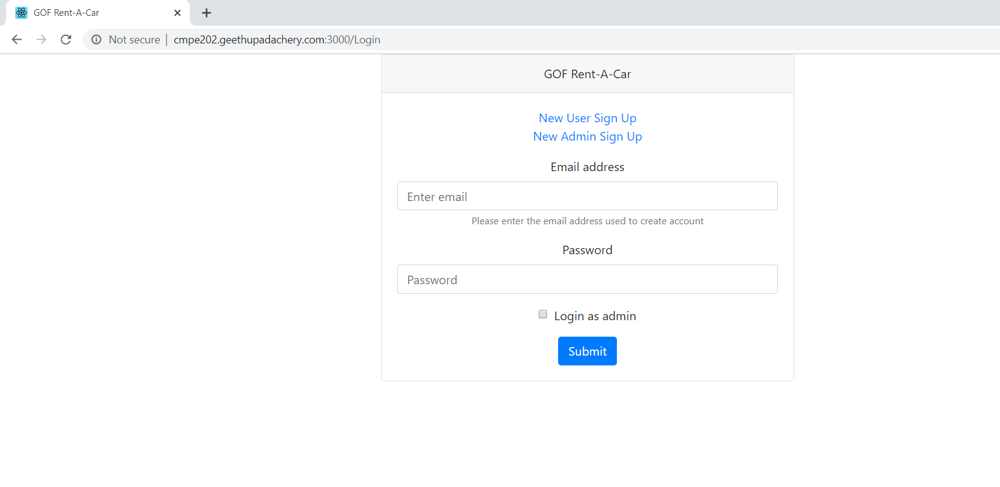 GOF Rent-A-Car
Not secure | cmpe202.geethupadachery.com:3000/Login
GOF Rent-A-Car
New User Sign Up
New Admin Sign Up
Email address
Enter email
Please enter the email address used to create account
Password
Password
Login as admin
Submit